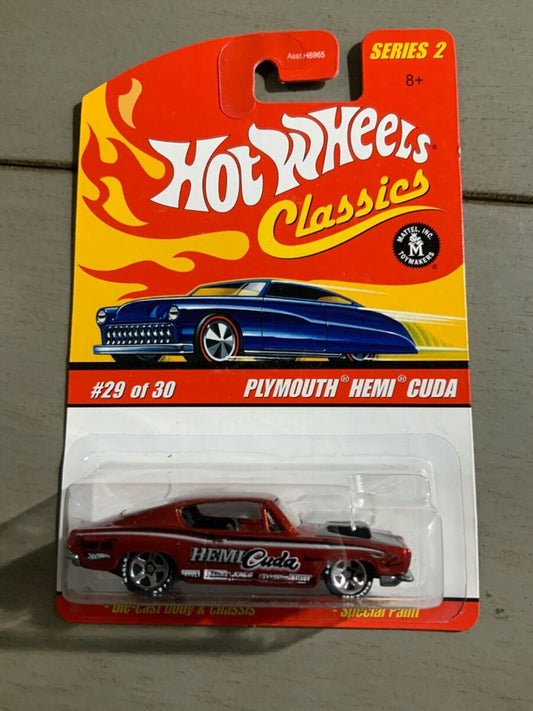 Asst.H6965
SERIES 2
8+
HOT WHEELS®
Classics
MATTEL, INC.
M
TOYMAKERS
#29 of 30
PLYMOUTH® HEMI® CUDA
HEMI Cuda
- Die-cast Body & Chassis
- Special Paint